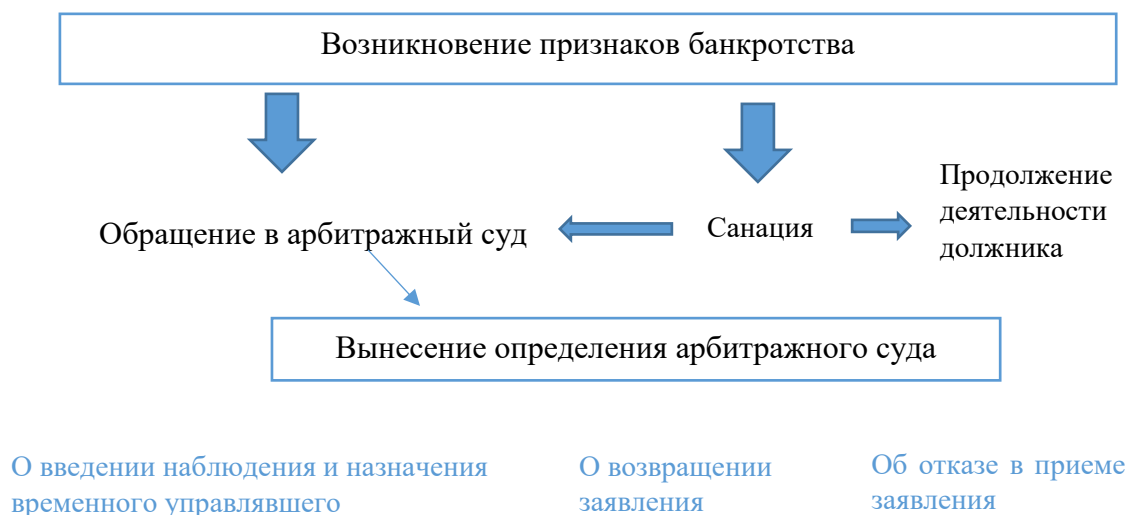 Возникновение признаков банкротства
Обращение в арбитражный суд
Санация
Продолжение
деятельности
должника
Вынесение определения арбитражного суда
О введении наблюдения и назначения
временного управлявшего
О возвращении
заявления
Об отказе в приеме
заявления